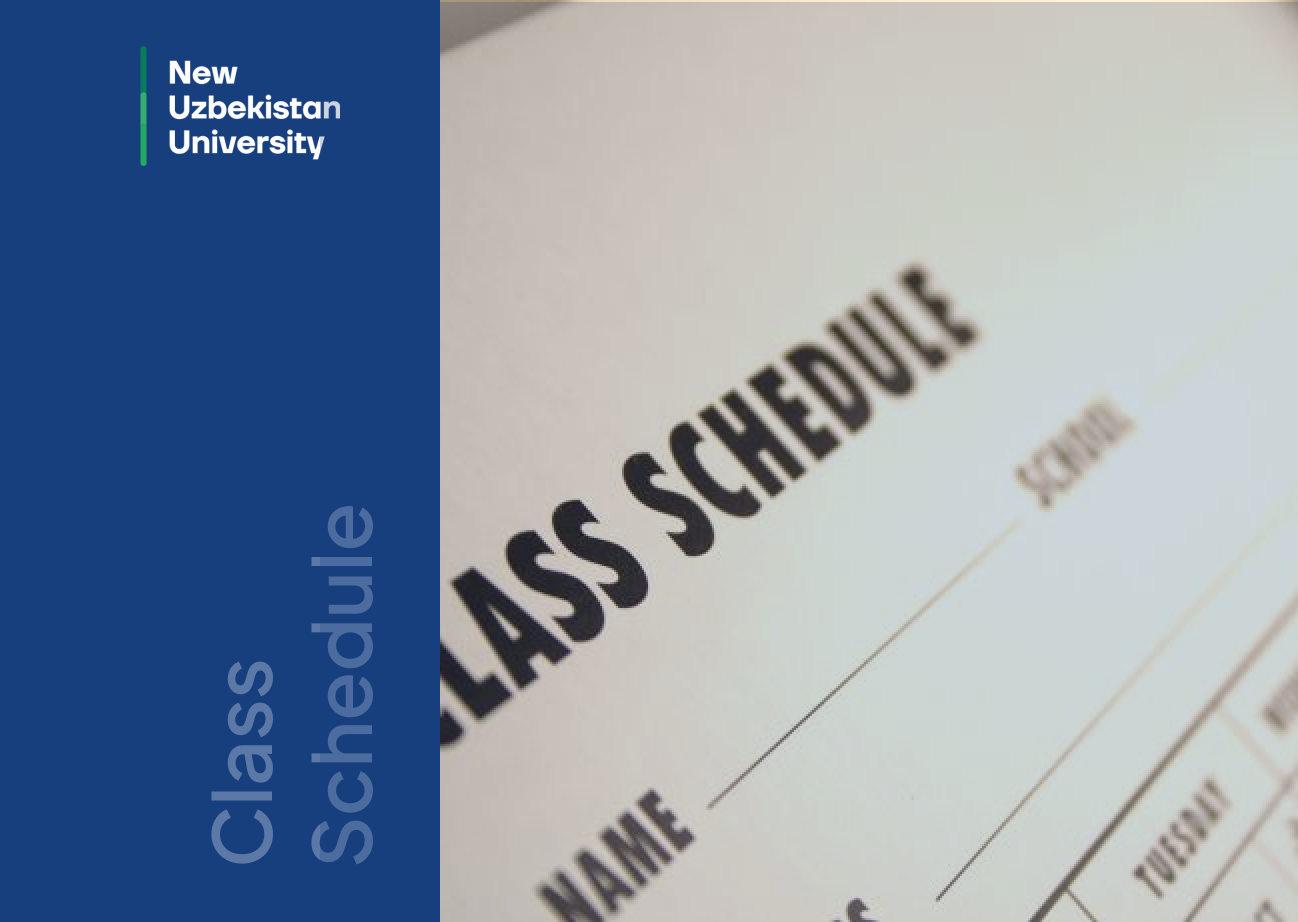 New
Uzbekistan
University
Class
Schedule
CLASS SCHEDULE
SCHOOL
NAME
TUESDAY